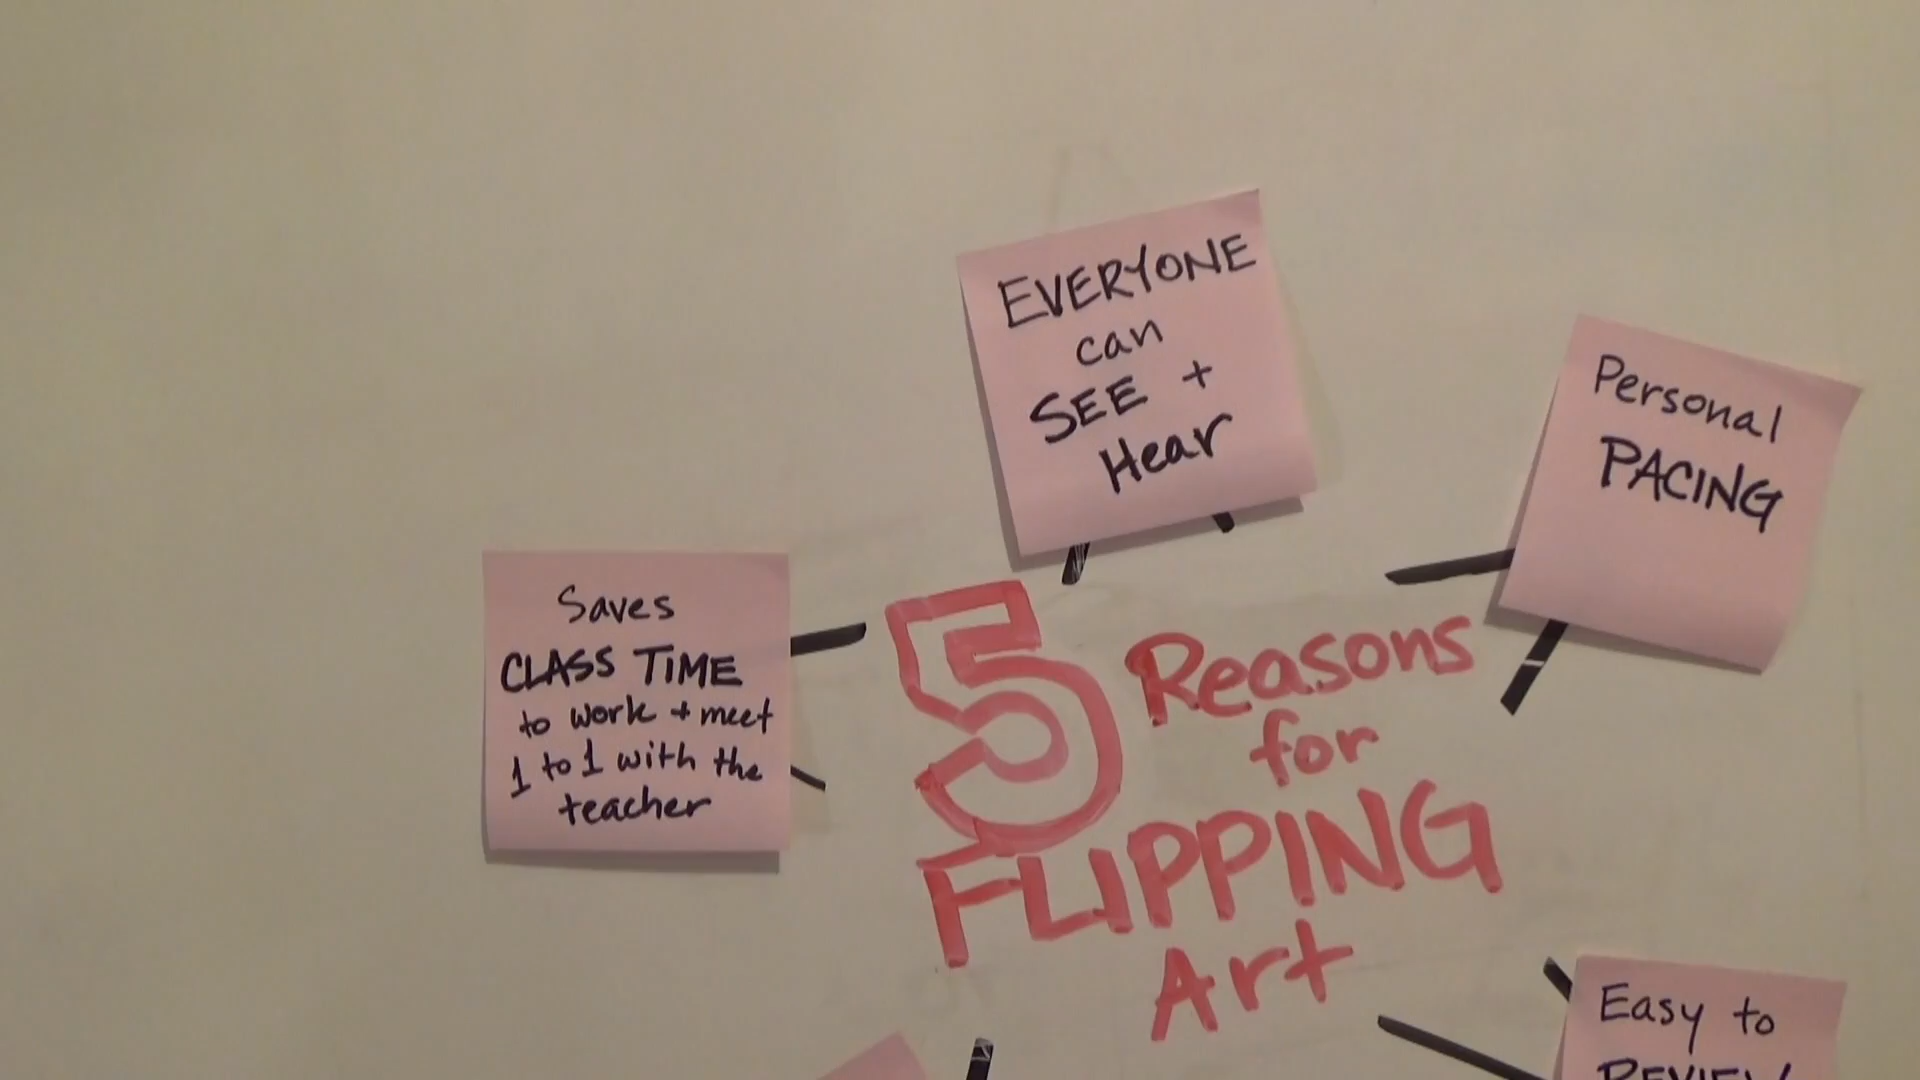 EVERYONE
can
SEE +
Hear
Personal
PACING
Saves
CLASS TIME
to work + meet
1 to 1 with the
teacher
5 Reasons
for
FLIPPING
Art
Easy to
REVIEW